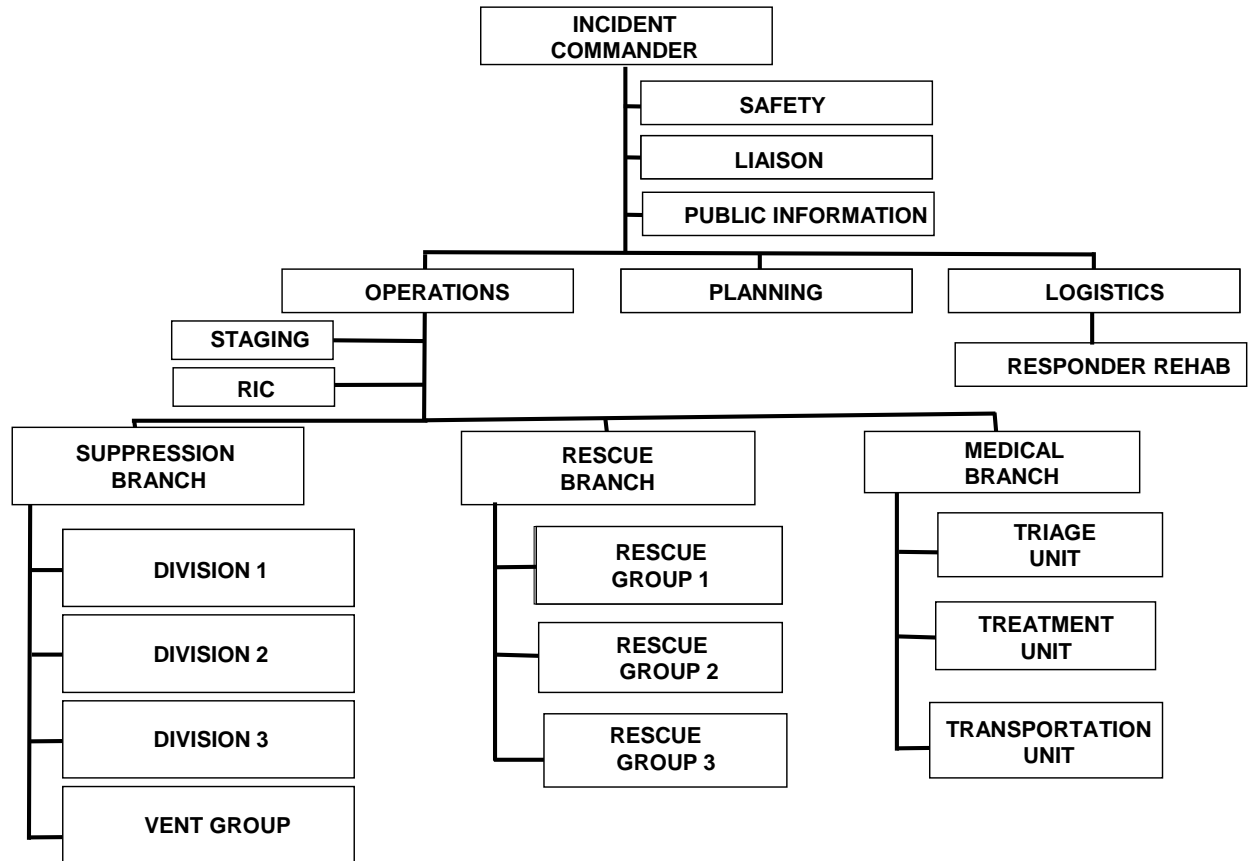 INCIDENT
COMMANDER
SAFETY
LIAISON
PUBLIC INFORMATION
OPERATIONS
PLANNING
LOGISTICS
STAGING
RESPONDER REHAB
RIC
SUPPRESSION
BRANCH
RESCUE
BRANCH
MEDICAL
BRANCH
DIVISION 1
RESCUE
GROUP 1
TRIAGE
UNIT
DIVISION 2
RESCUE
GROUP 2
TREATMENT
UNIT
DIVISION 3
RESCUE
GROUP 3
TRANSPORTATION
UNIT
VENT GROUP